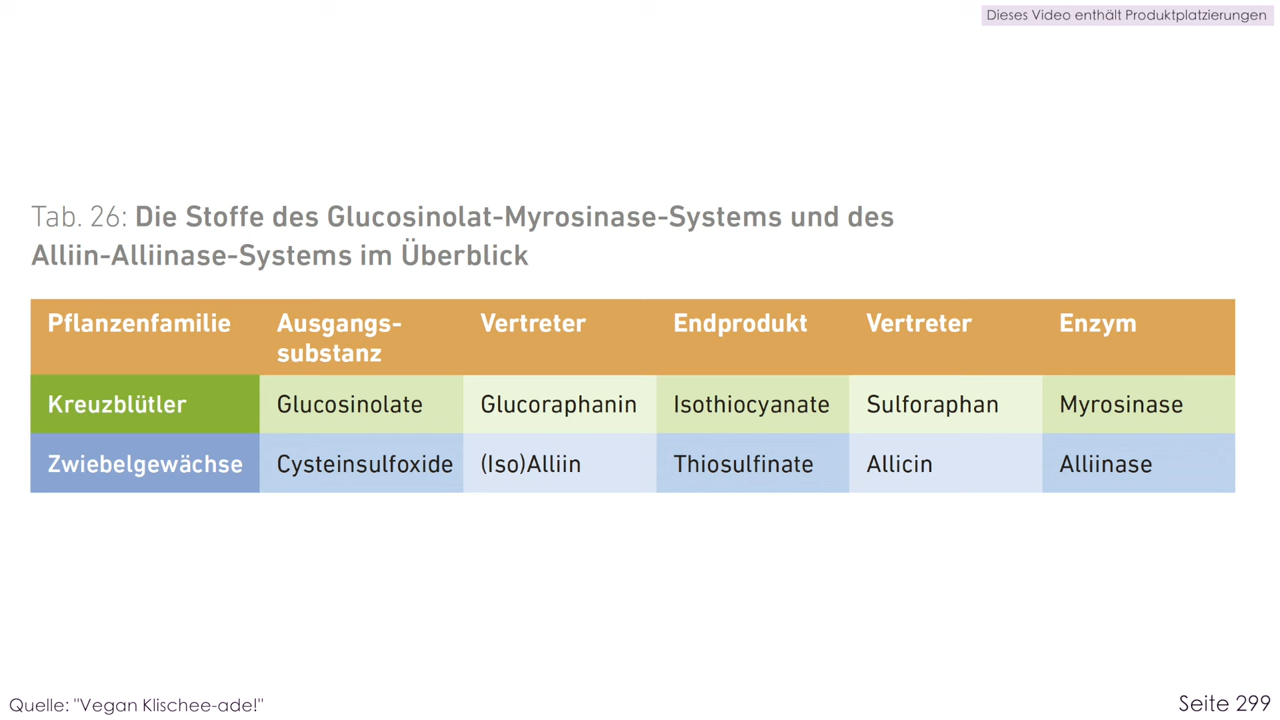 Dieses Video enthält Produktplatzierungen
Tab. 26: Die Stoffe des Glucosinolat-Myrosinase-Systems und des
Alliin-Alliinase-Systems im Überblick
Pflanzenfamilie Ausgangs- Vertreter Endprodukt Vertreter Enzym
substanz
Kreuzblütler Glucosinolate Glucoraphanin Isothiocyanate Sulforaphan Myrosinase
Zwiebelgewächse Cysteinsulfoxide (Iso)Alliin Thiosulfinate Allicin Alliinase
Quelle: "Vegan Klischee-ade!" Seite 299